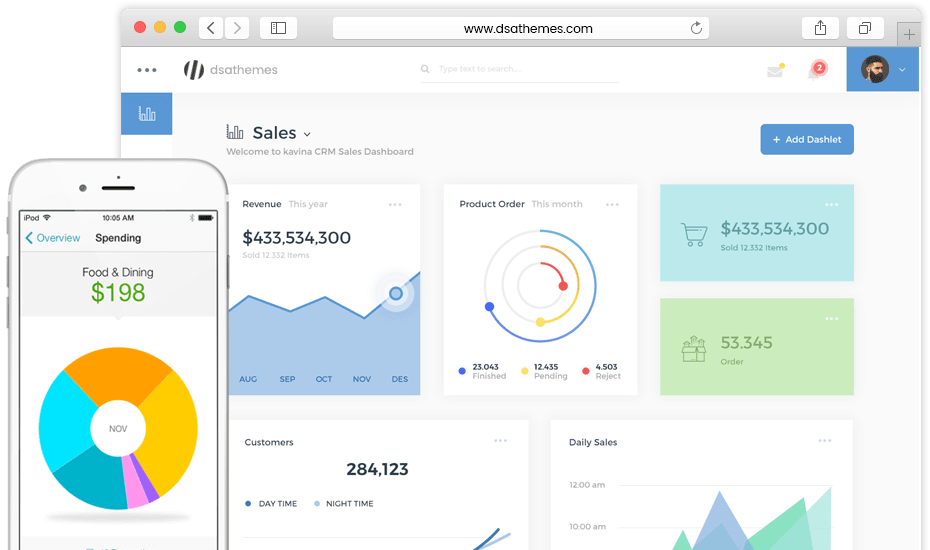 www.dsathemes.com
dsathemes
Type text to search...
2
Sales
Welcome to kavina CRM Sales Dashboard
+ Add Dashlet
Revenue This year
$433,534,300
Sold 12.332 Items
AUG SEP OCT NOV DES
Product Order This month
23.043
Finished
12.435
Pending
4.503
Reject
$433,534,300
Sold 12.332 Items
53.345
Order
Customers
284,123
DAY TIME NIGHT TIME
Daily Sales
12:00 am
10:00 am
iPod 10:05 AM
Overview Spending
Food & Dining
$198
NOV